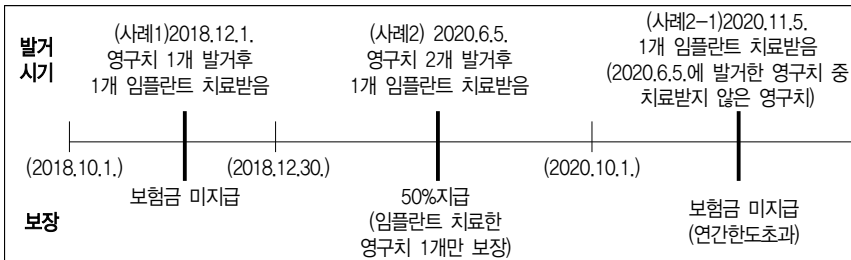 발거
시기
(사례1)2018.12.1.
영구치 1개 발거후
1개 임플란트 치료받음
(사례2) 2020.6.5.
영구치 2개 발거후
1개 임플란트 치료받음
(사례2-1)2020.11.5.
1개 임플란트 치료받음
(2020.6.5.에 발거한 영구치 중
치료받지 않은 영구치)
(2018.10.1.)
(2018.12.30.)
(2020.10.1.)
보장
보험금 미지급
50%지급
(임플란트 치료한
영구치 1개만 보장)
보험금 미지급
(연간한도초과)